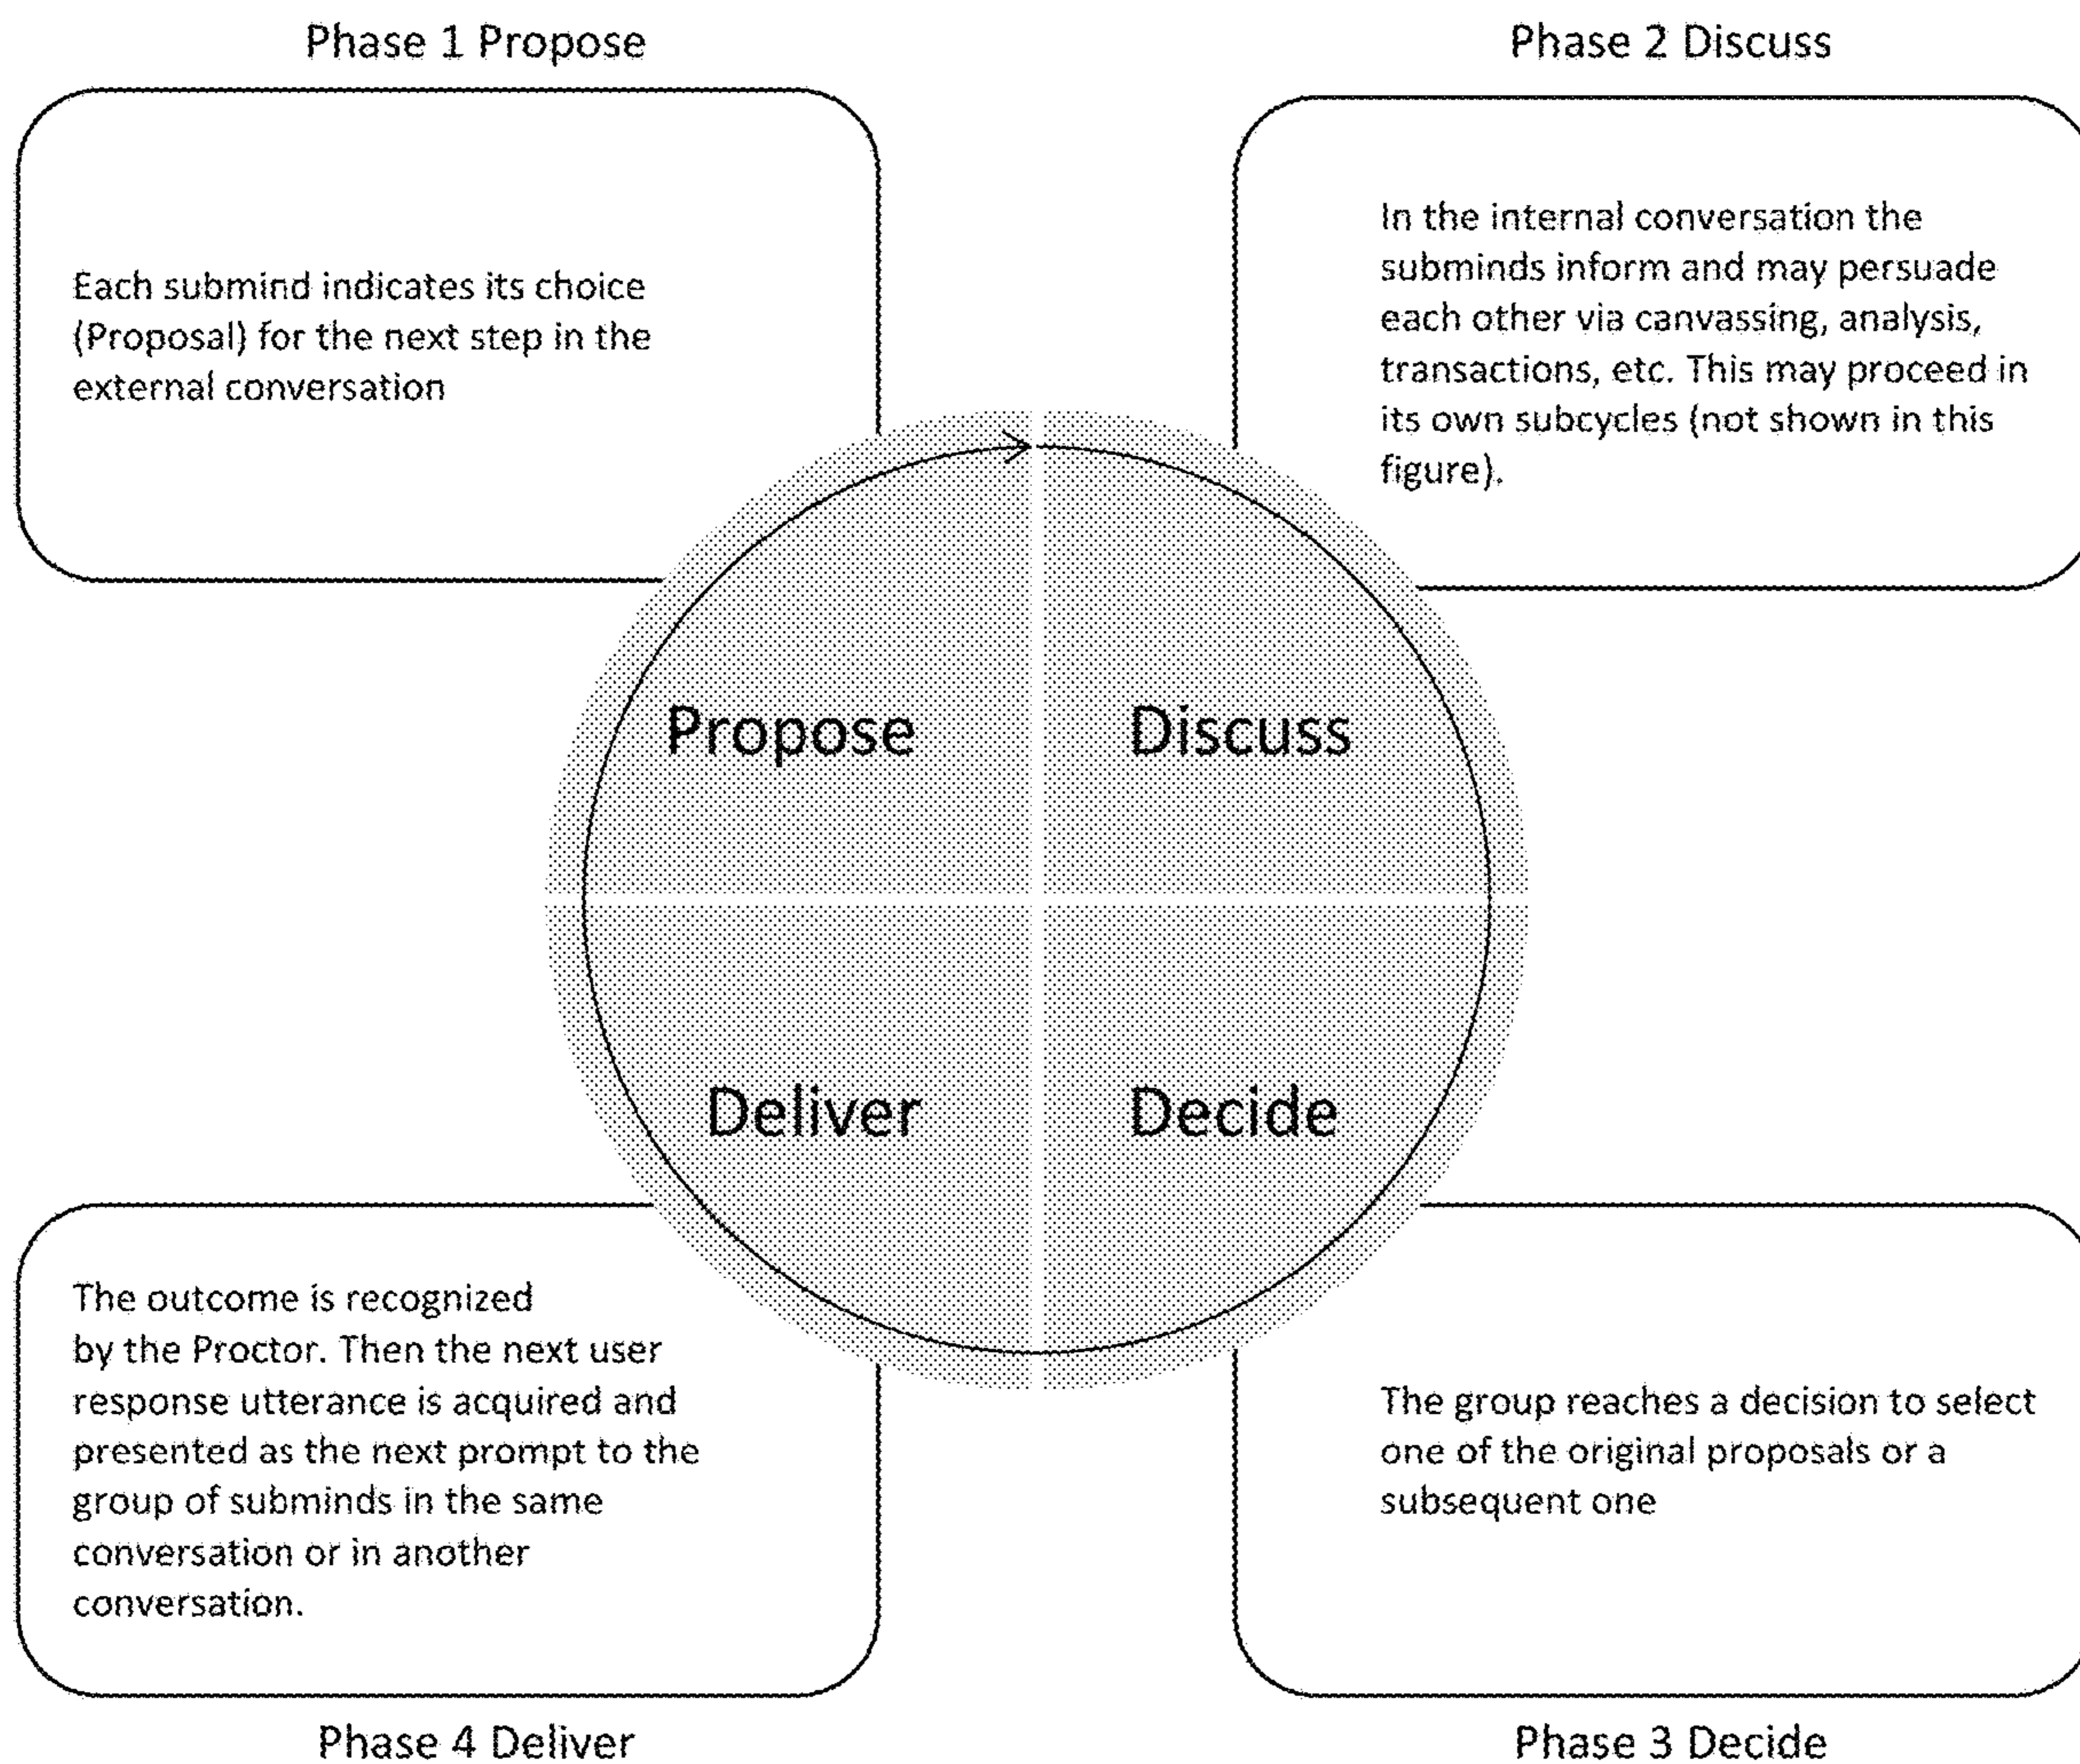 Phase 1 Propose
Phase 2 Discuss
Each submind indicates its choice
(Proposal) for the next step in the
external conversation
In the internal conversation the
subminds inform and may persuade
each other via canvassing, analysis,
transactions, etc. This may proceed in
its own subcycles (not shown in this
figure).
Propose
Discuss
Deliver
Decide
The outcome is recognized
by the Proctor. Then the next user
response utterance is acquired and
presented as the next prompt to the
group of subminds in the same
conversation or in another
conversation.
The group reaches a decision to select
one of the original proposals or a
subsequent one
Phase 4 Deliver
Phase 3 Decide